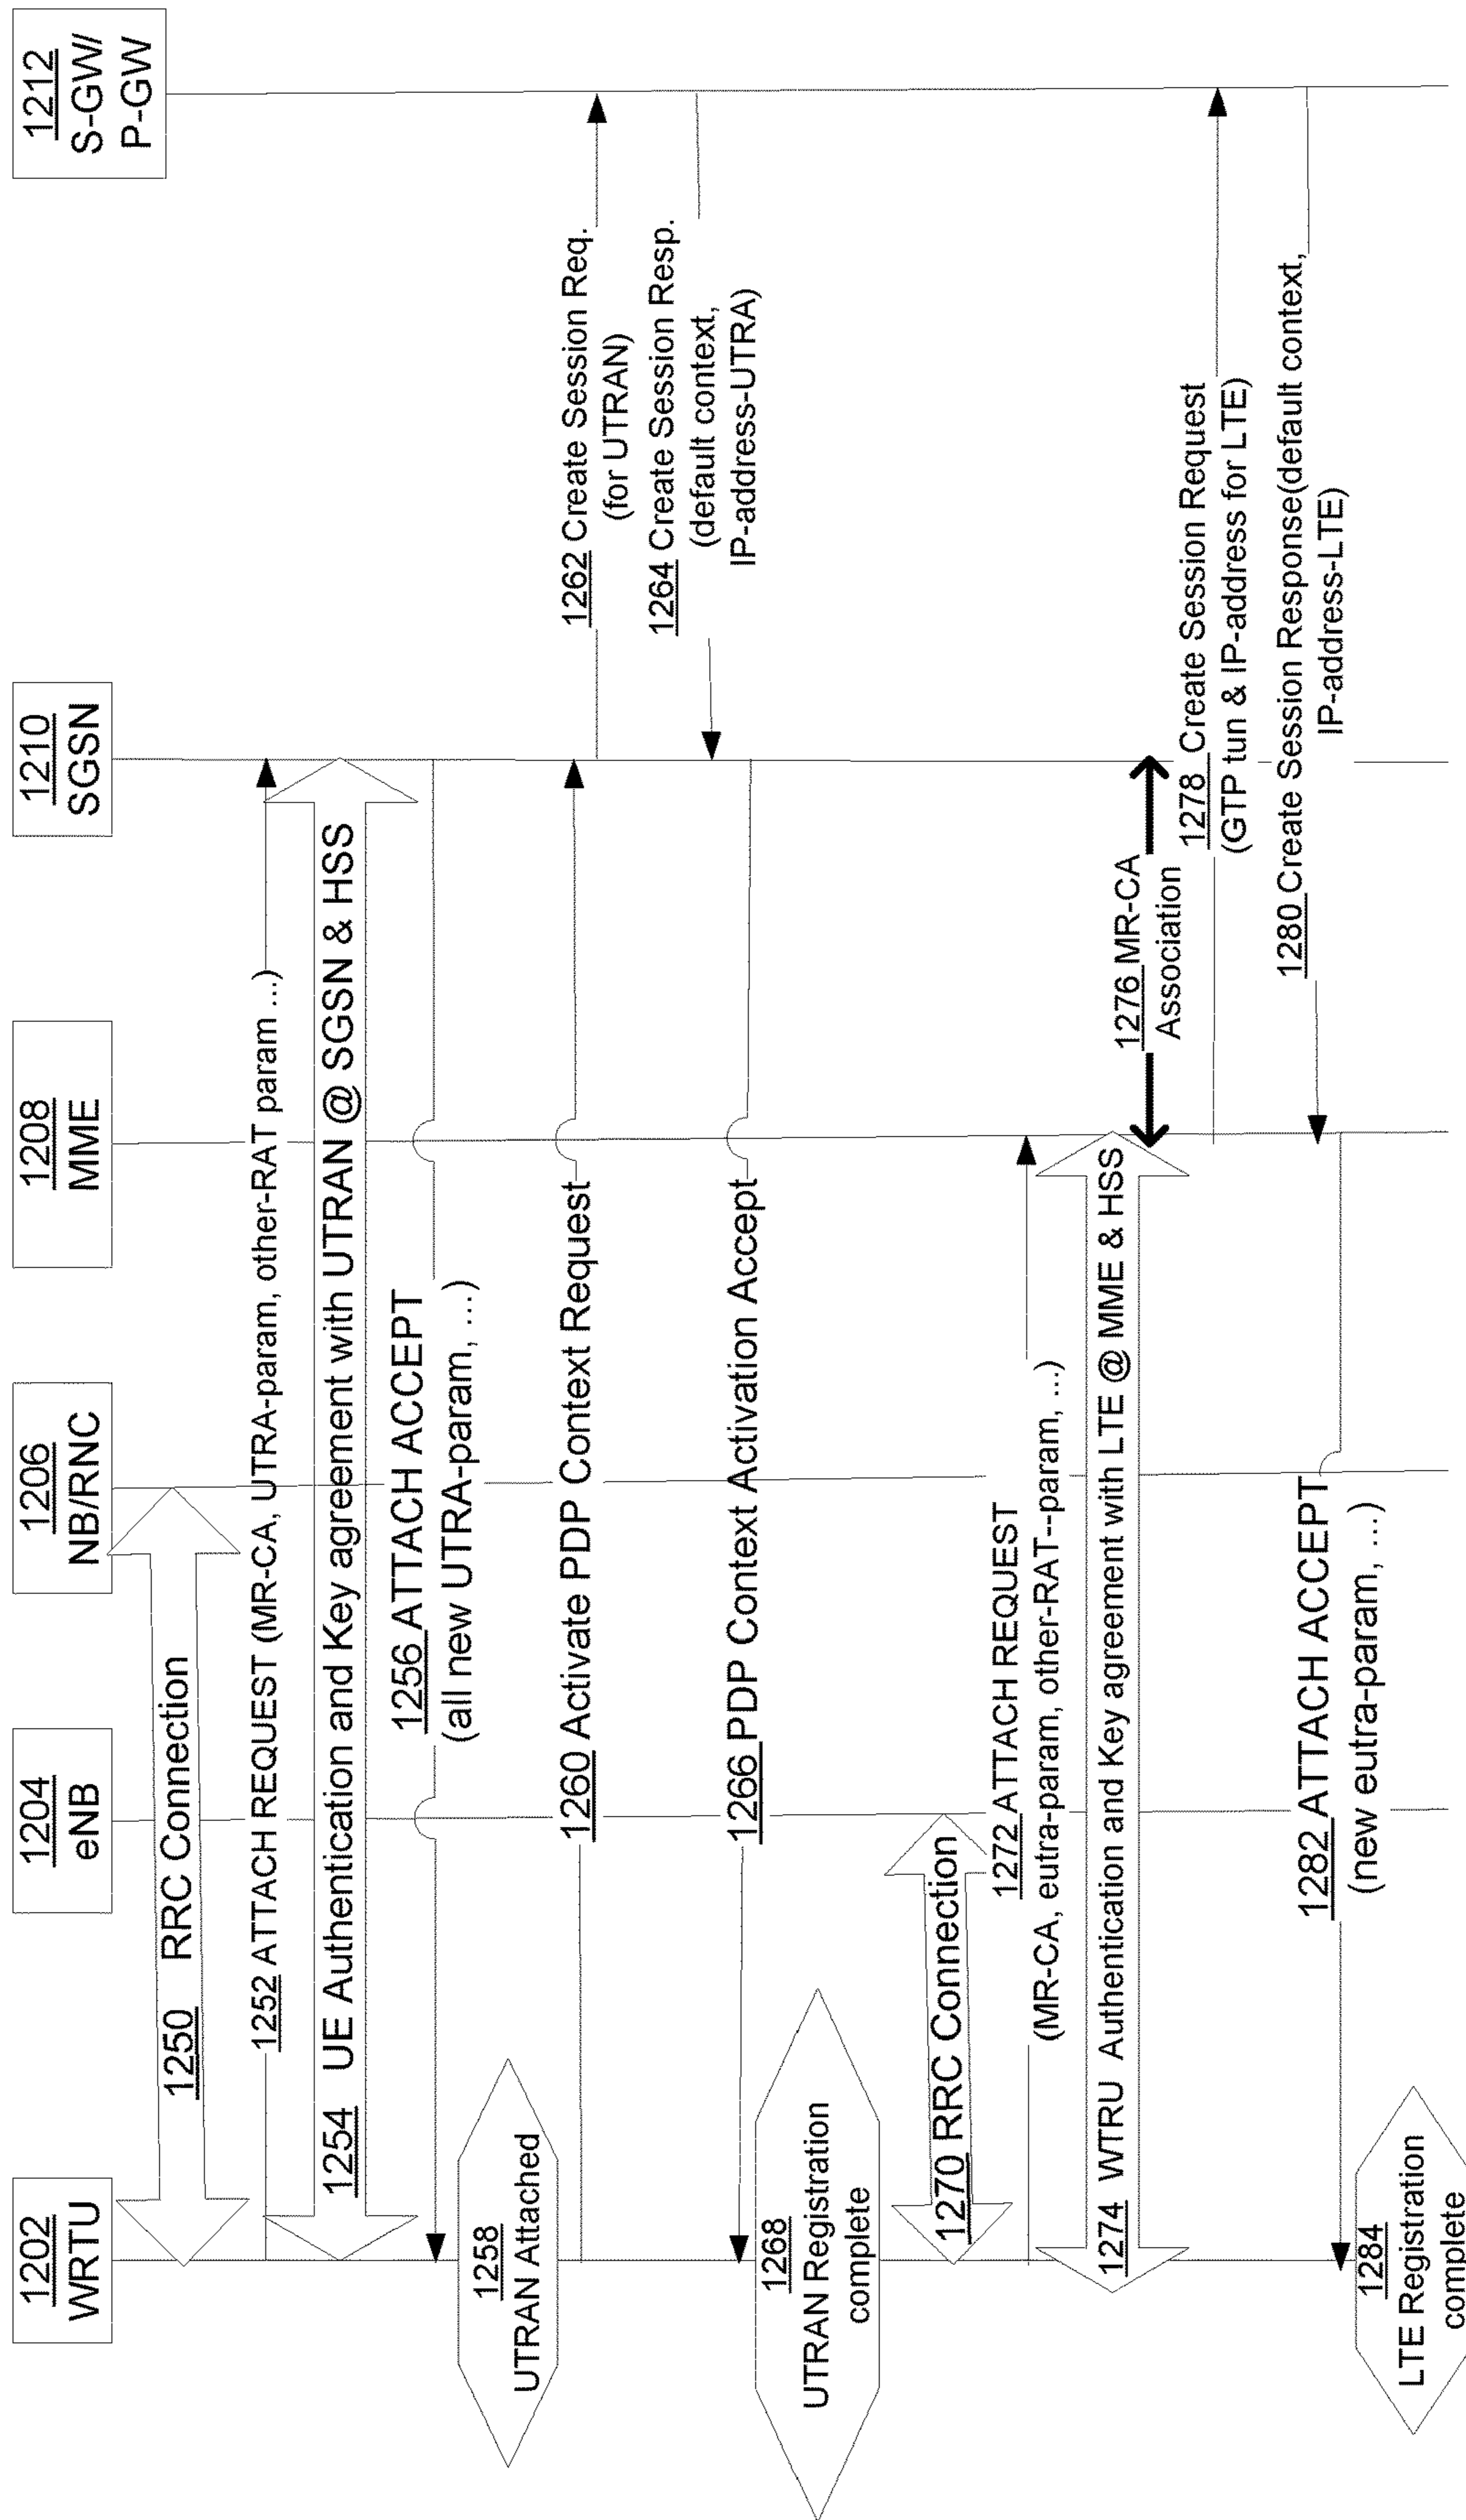 1202
WRTU
1204
eNB
1206
NB/RNC
1208
MME
1210
SGSN
1212
S-GW/
P-GW
1250 RRC Connection
1252 ATTACH REQUEST (MR-CA, UTRA-param, other-RAT param ...)
1254 UE Authentication and Key agreement with UTRAN @ SGSN & HSS
1256 ATTACH ACCEPT
(all new UTRA-param, ...)
1258
UTRAN Attached
1260 Activate PDP Context Request
1262 Create Session Req.
(for UTRAN)
1264 Create Session Resp.
(default context,
IP-address-UTRA)
1266 PDP Context Activation Accept
1268
UTRAN Registration
complete
1270 RRC Connection
1272 ATTACH REQUEST
(MR-CA, eutra-param, other-RAT--param, ...)
1274 WTRU Authentication and Key agreement with LTE @ MME & HSS
1276 MR-CA
Association
1278 Create Session Request
(GTP tun & IP-address for LTE)
1280 Create Session Response(default context,
IP-address-LTE)
1282 ATTACH ACCEPT
(new eutra-param, ...)
1284
LTE Registration
complete